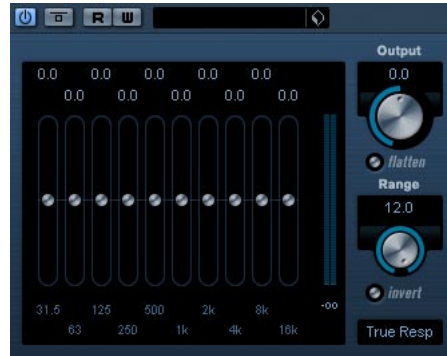 R W
Output
0.0 0.0 0.0 0.0 0.0 0.0
0.0 0.0 0.0 0.0 0.0
flatten
Range
12.0
invert
31.5 125 500 2k 8k -oo
63 250 1k 4k 16k
True Resp